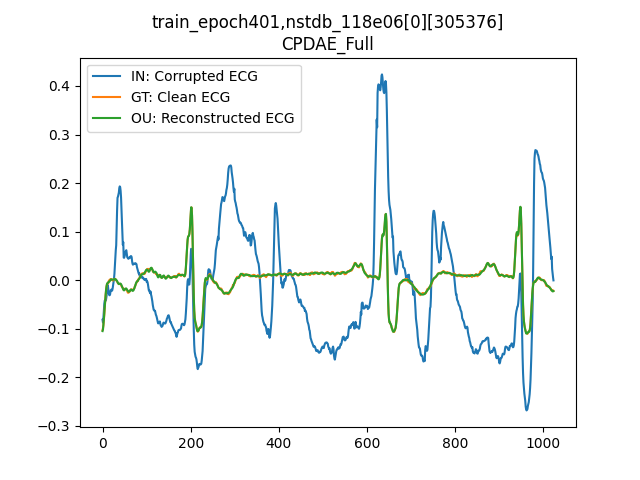 train_epoch401,nstdb_118e06[0][305376]
CPDAE_Full
IN: Corrupted ECG
GT: Clean ECG
OU: Reconstructed ECG
0.4
0.3
0.2
0.1
0.0
−0.1
−0.2
−0.3
0 200 400 600 800 1000